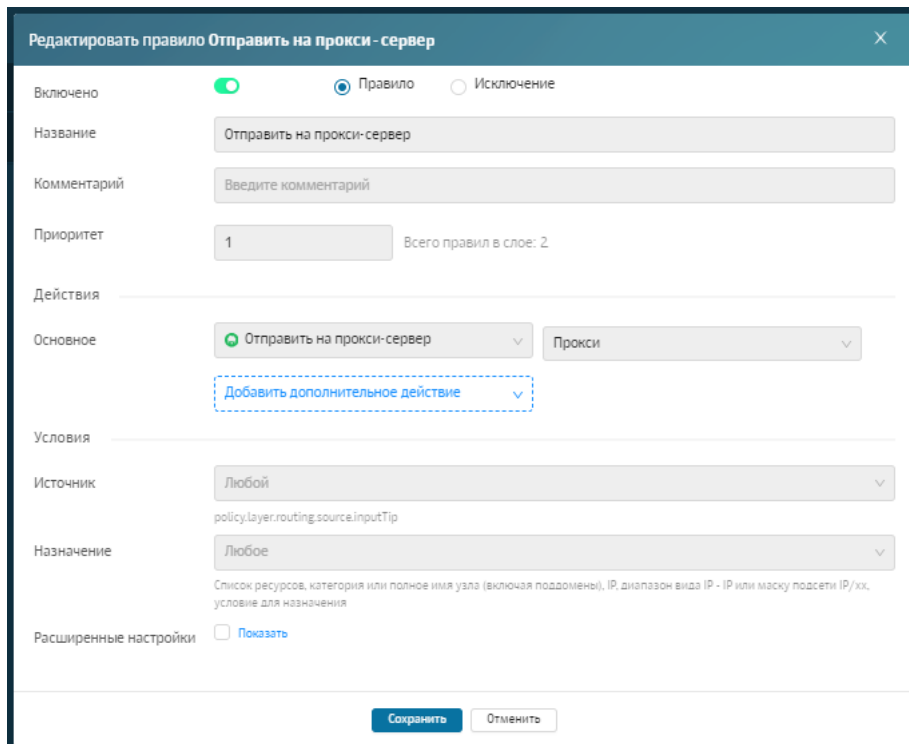 Редактировать правило Отправить на прокси-сервер
Включено
Правило
Исключение
Название
Отправить на прокси-сервер
Комментарий
Введите комментарий
Приоритет
1
Всего правил в слое: 2
Действия
Основное
Отправить на прокси-сервер
Прокси
Добавить дополнительное действие
Условия
Источник
Любой
policy.layer.routing.source.inputTip
Назначение
Любое
Список ресурсов, категория или полное имя узла (включая поддомены), IP, диапазон вида IP - IP или маску подсети IP/xx,
условие для назначения
Расширенные настройки
Показать
Сохранить
Отменить